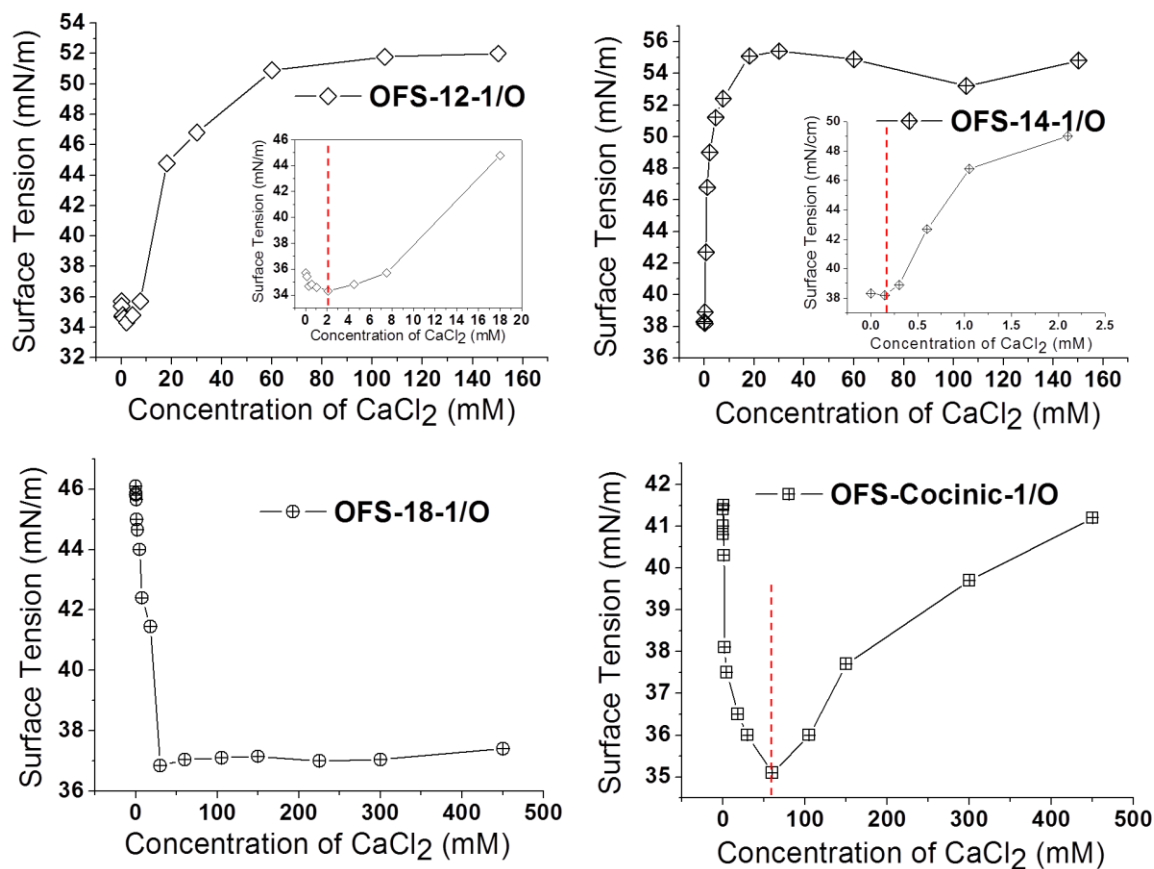 54
52
50
48
46
44
42
40
38
36
34
32
Surface Tension (mN/m)
OFS-12-1/O
46
44
42
40
38
36
34
Surface Tension (mN/m)
0 2 4 6 8 10 12 14 16 18 20
Concentration of CaCl2 (mM)
0 20 40 60 80 100 120 140 160
Concentration of CaCl2 (mM)
56
54
52
50
48
46
44
42
40
38
36
Surface Tension (mN/m)
OFS-14-1/O
50
48
46
44
42
40
38
Surface Tension (mN/cm)
0.0 0.5 1.0 1.5 2.0 2.5
Concentration of CaCl2 (mM)
0 20 40 60 80 100 120 140 160
Concentration of CaCl2 (mM)
46
44
42
40
38
36
Surface Tension (mN/m)
OFS-18-1/O
0 100 200 300 400 500
Concentration of CaCl2 (mM)
42
41
40
39
38
37
36
35
Surface Tension (mN/m)
OFS-Cocinic-1/O
0 100 200 300 400 500
Concentration of CaCl2 (mM)